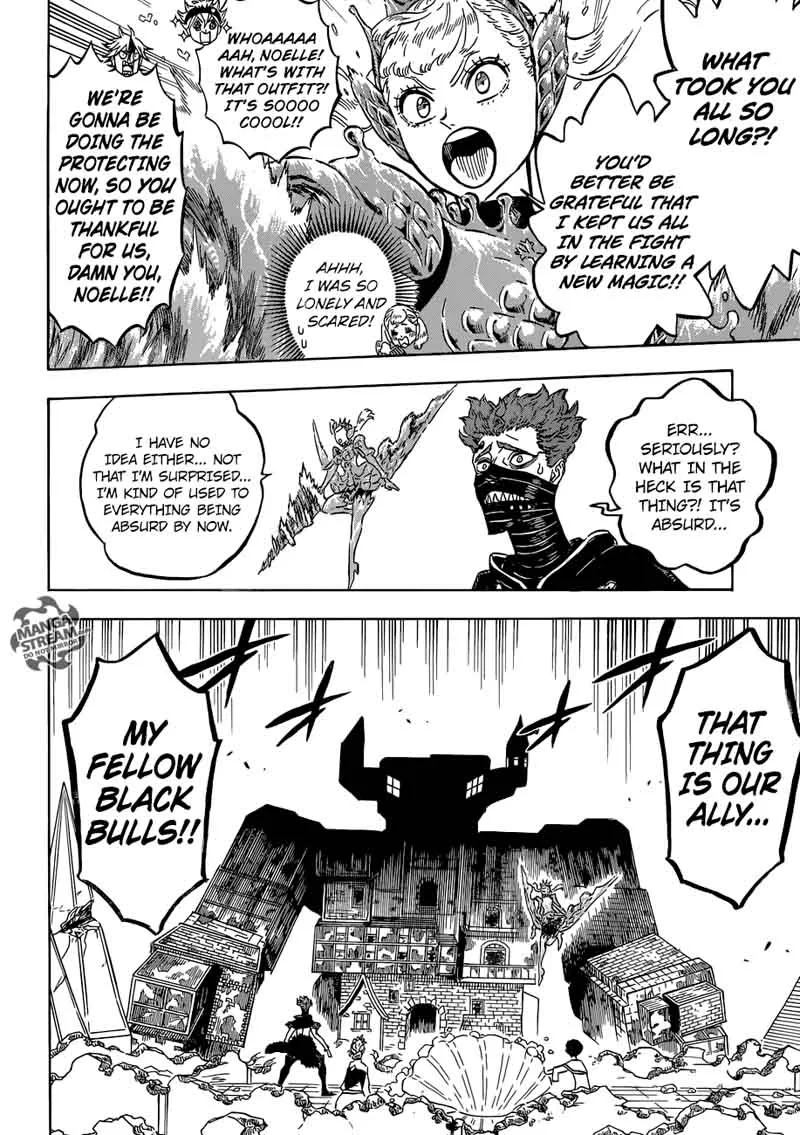 WHAT
TOOK YOU
ALL SO
LONG?!
YOU'D
BETTER BE
GRATEFUL THAT
I KEPT US ALL
IN THE FIGHT
BY LEARNING A
NEW MAGIC!!
WHOAAAAA
AAH, NOELLE!
WHAT'S WITH
THAT OUTFIT?!
IT'S SOOOO
COOOL!!
WE'RE
GONNA BE
DOING THE
PROTECTING
NOW, SO YOU
OUGHT TO BE
THANKFUL
FOR US,
DAMN YOU,
NOELLE!!
AHHH,
I WAS SO
LONELY AND
SCARED!
ERR...
SERIOUSLY?
WHAT IN THE
HECK IS THAT
THING?! IT'S
ABSURD...
I HAVE NO
IDEA EITHER... NOT
THAT I'M SURPRISED...
I'M KIND OF USED TO
EVERYTHING BEING
ABSURD BY NOW.
THAT
THING
IS OUR
ALLY...
MY
FELLOW
BLACK
BULLS!!
MANGA
STREAM.com
DO NOT MIRROR